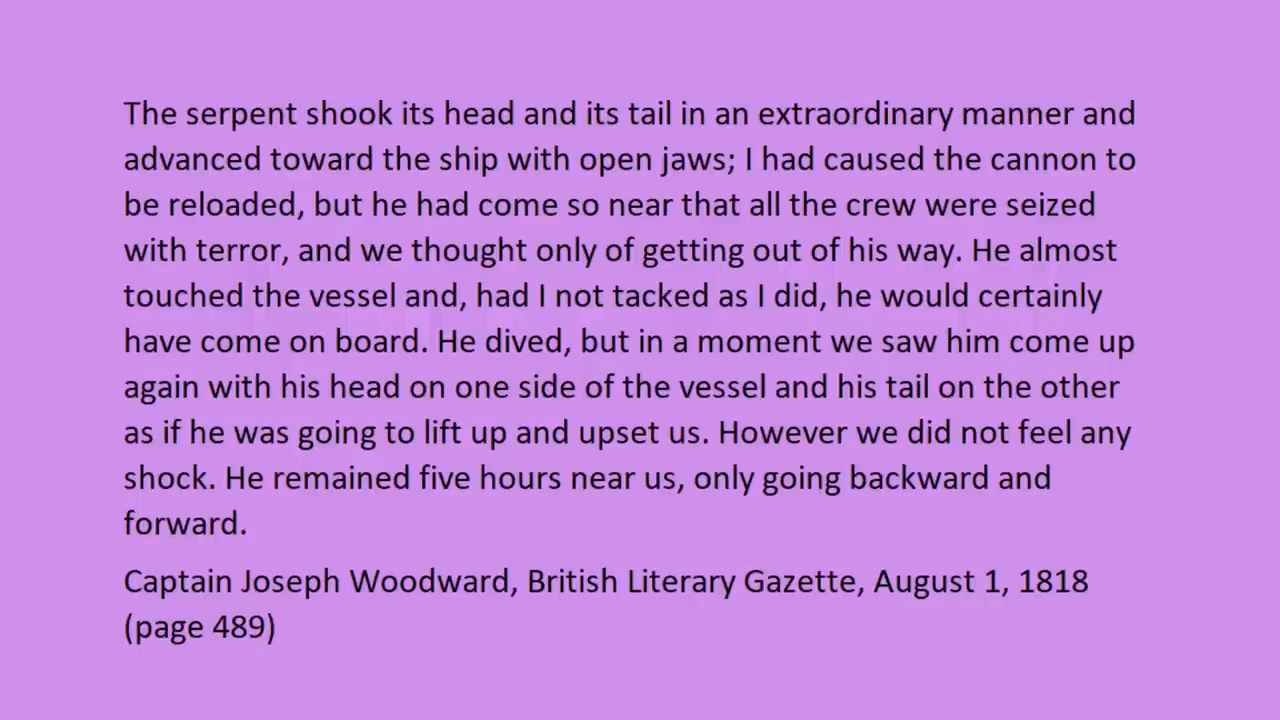 The serpent shook its head and its tail in an extraordinary manner and
advanced toward the ship with open jaws; I had caused the cannon to
be reloaded, but he had come so near that all the crew were seized
with terror, and we thought only of getting out of his way. He almost
touched the vessel and, had I not tacked as I did, he would certainly
have come on board. He dived, but in a moment we saw him come up
again with his head on one side of the vessel and his tail on the other
as if he was going to lift up and upset us. However we did not feel any
shock. He remained five hours near us, only going backward and
forward.
Captain Joseph Woodward, British Literary Gazette, August 1, 1818
(page 489)